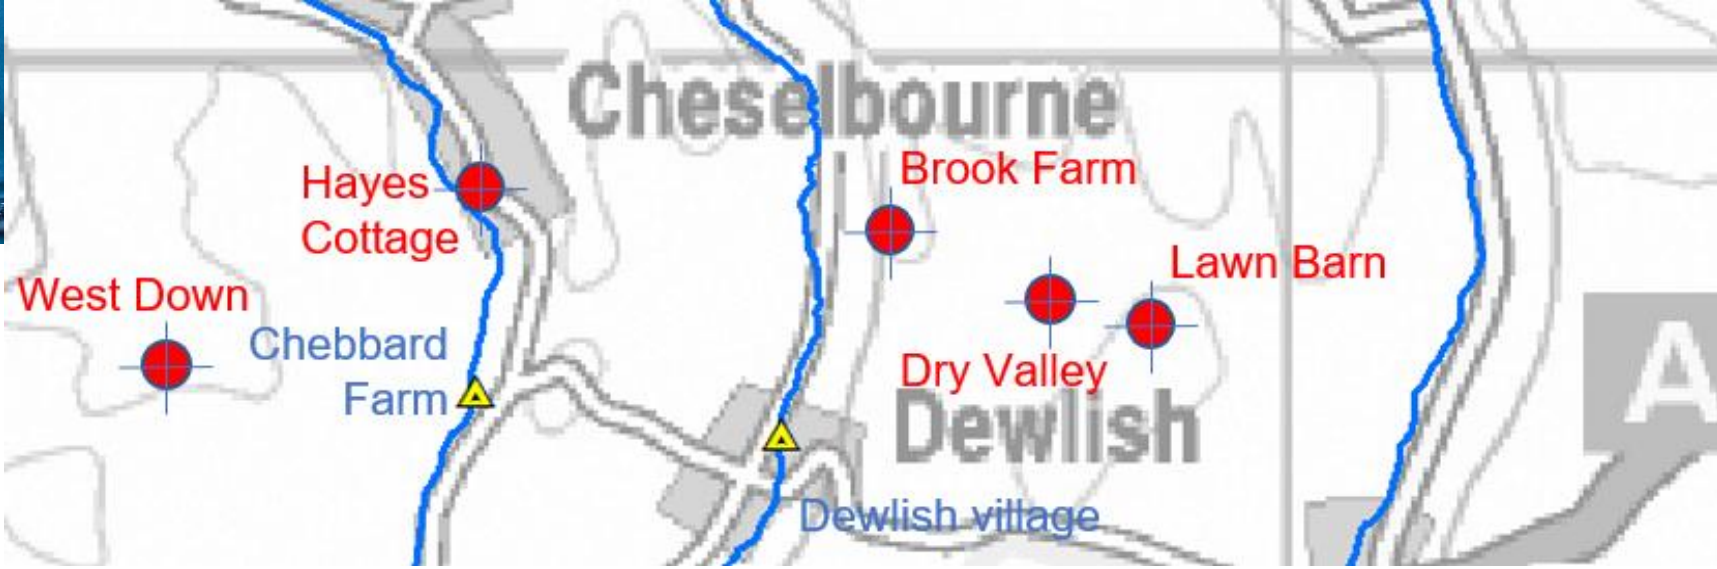 Cheselbourne
Brook Farm
Hayes
Cottage
Lawn Barn
West Down
Chebbard
Farm
Dry Valley
Dewlish
A
Dewlish village